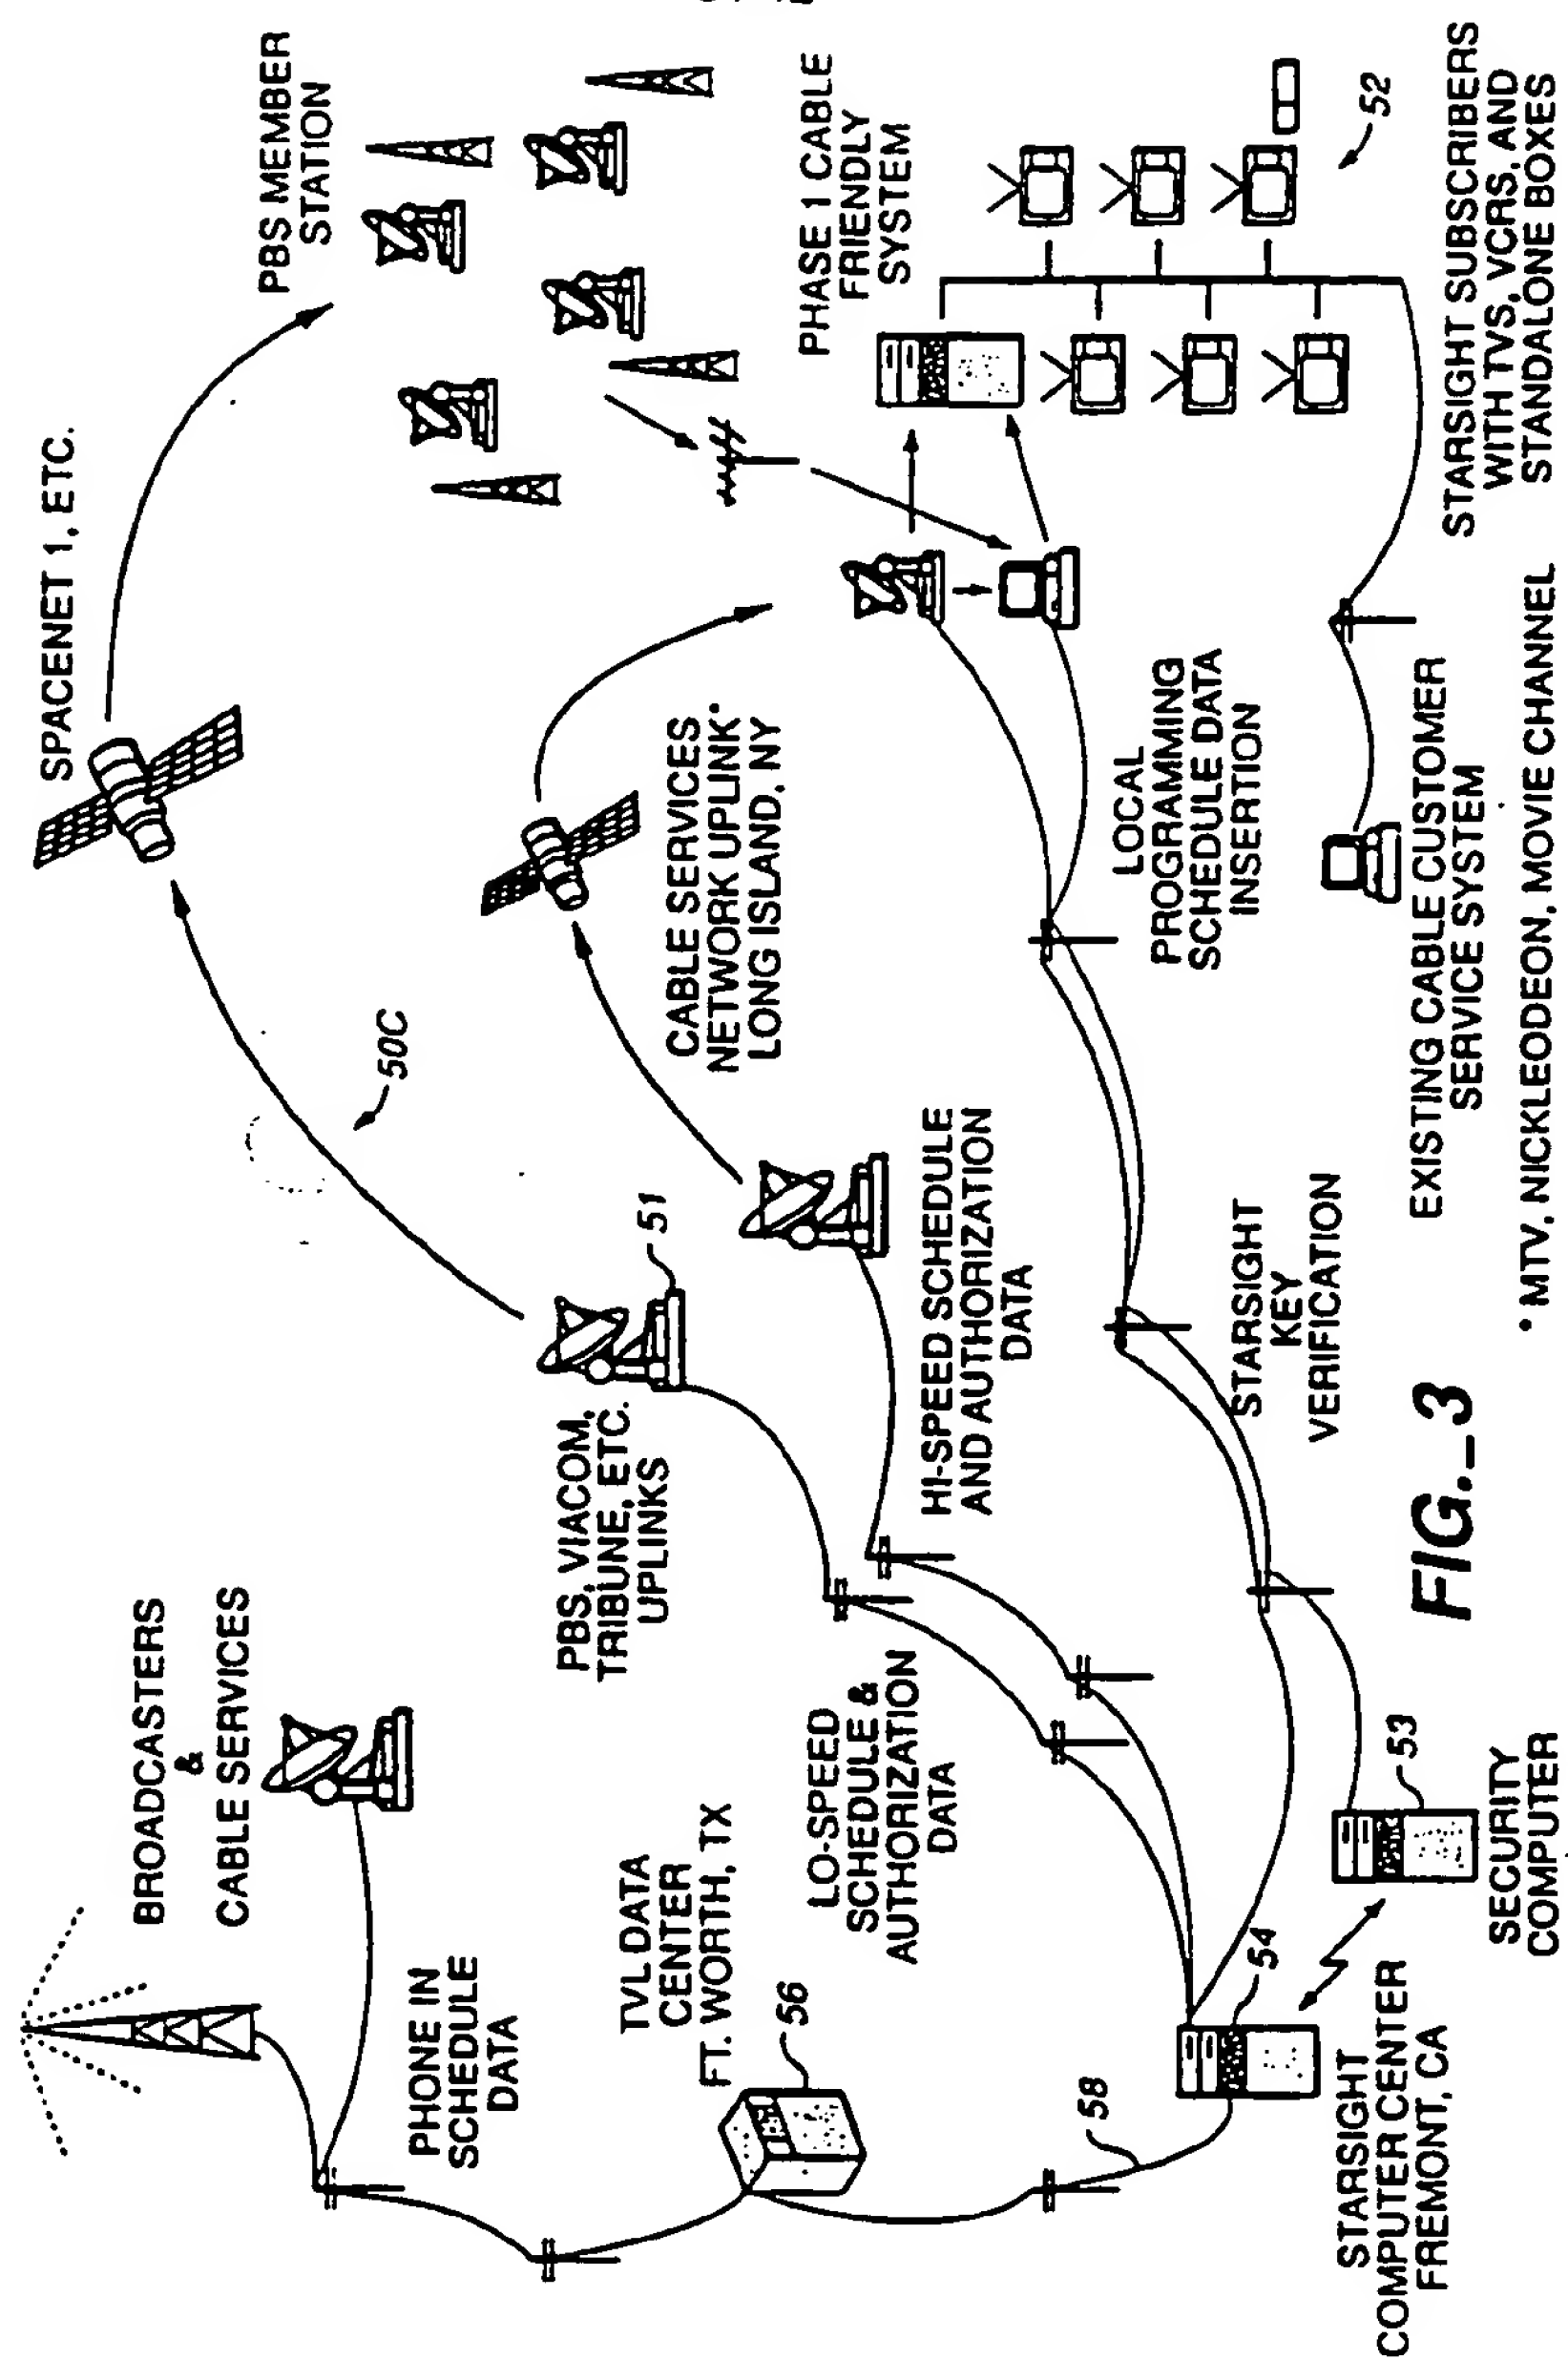 SPACENET 1, ETC.
PBS MEMBER
STATION
BROADCASTERS
&
CABLE SERVICES
50C
PHONE IN
SCHEDULE
DATA
PBS, VIACOM,
TRIBUNE, ETC.
UPLINKS
51
CABLE SERVICES
NETWORK UPLINK*
LONG ISLAND, NY
PHASE 1 CABLE
FRIENDLY
SYSTEM
TVL DATA
CENTER
FT. WORTH, TX
56
LO-SPEED
SCHEDULE &
AUTHORIZATION
DATA
HI-SPEED SCHEDULE
AND AUTHORIZATION
DATA
LOCAL
PROGRAMMING
SCHEDULE DATA
INSERTION
52
58
54
STARSIGHT
KEY
VERIFICATION
STARSIGHT
COMPUTER CENTER
FREMONT, CA
53
SECURITY
COMPUTER
EXISTING CABLE CUSTOMER
SERVICE SYSTEM
STARSIGHT SUBSCRIBERS
WITH TVS, VCRS, AND
STANDALONE BOXES
FIG._3
* MTV, NICKLEODEON, MOVIE CHANNEL